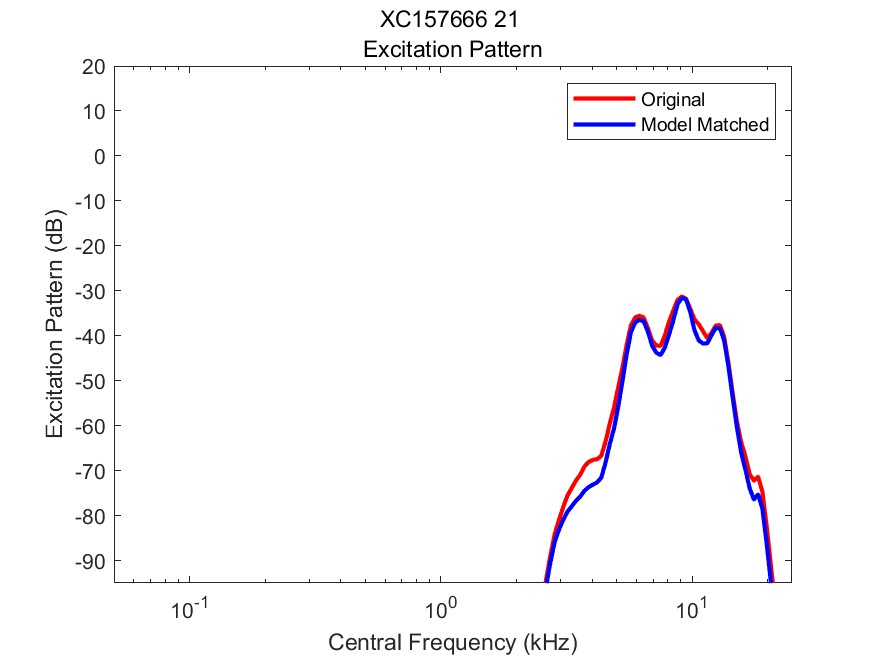 XC157666 21
Excitation Pattern
Original
Model Matched
20
10
0
-10
-20
-30
-40
-50
-60
-70
-80
-90
Excitation Pattern (dB)
10^-1
10^0
10^1
Central Frequency (kHz)